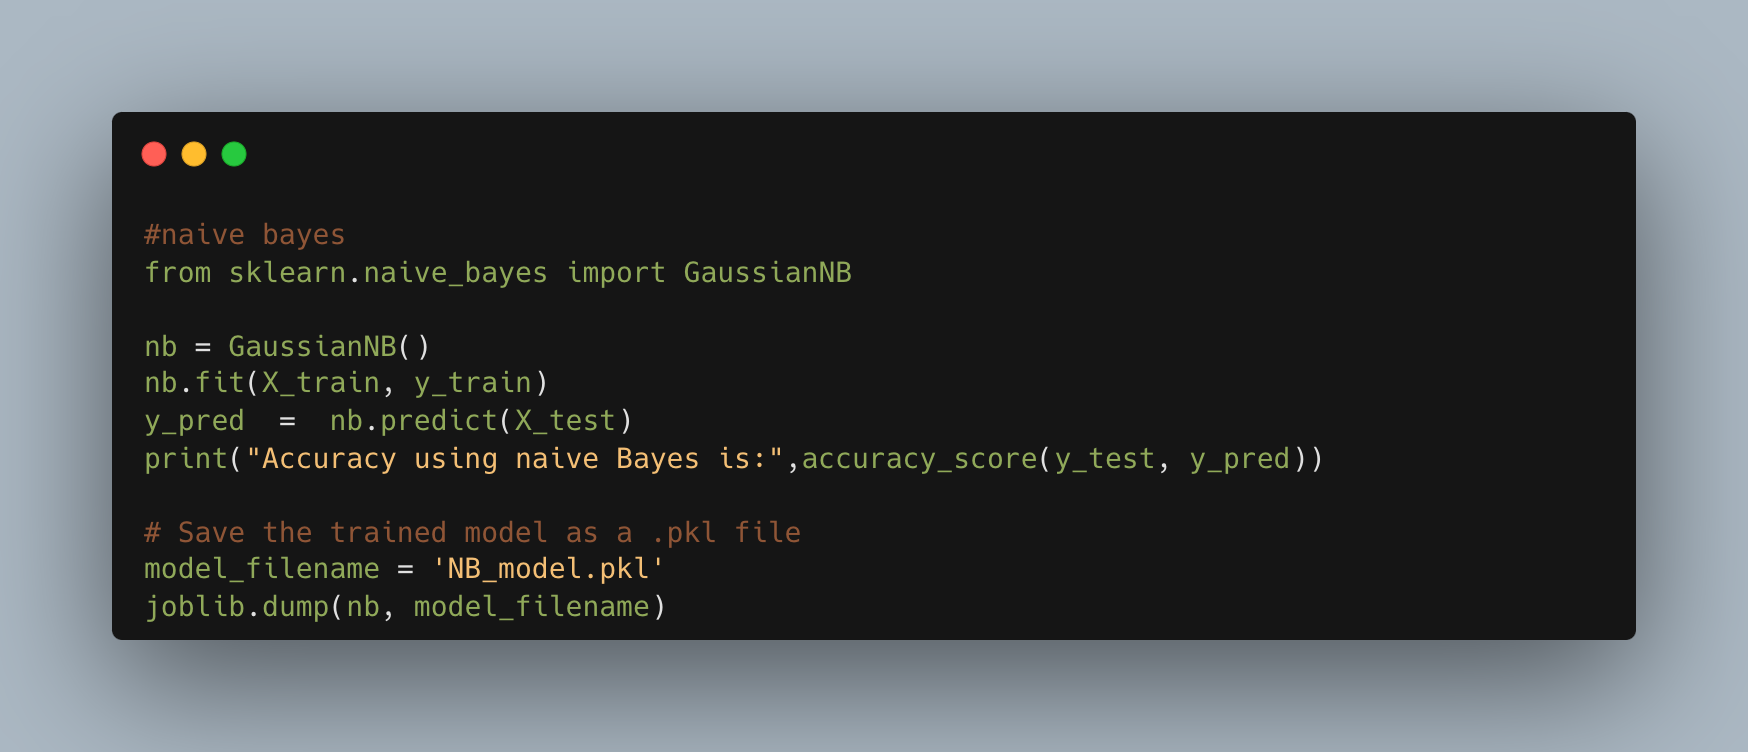 #naive bayes
from sklearn.naive_bayes import GaussianNB
nb = GaussianNB()
nb.fit(X_train, y_train)
y_pred  =  nb.predict(X_test)
print("Accuracy using naive Bayes is:",accuracy_score(y_test, y_pred))
# Save the trained model as a .pkl file
model_filename = 'NB_model.pkl'
joblib.dump(nb, model_filename)